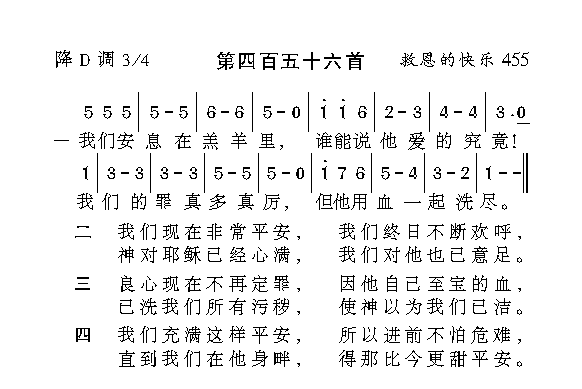 降 D 调 3/4 第四百五十六首 救恩的快乐 455
5 5 5 | 5 - 5 | 6 - 6 | 5 - 0 | i i 6 | 2 - 3 | 4 - 4 | 3 · 0
一 我们安息在羔羊里， 谁能说他爱的究竟！
1 | 3 - 3 | 3 - 3 | 5 - 5 | 5 - 0 | i 7 6 | 5 - 4 | 3 - 2 | 1 - - ||
我们的罪真多真厉， 但他用血一起洗尽。
二 我们现在非常平安， 我们终日不断欢呼，
神对耶稣已经心满， 我们对他也已意足。
三 良心现在不再定罪， 因他自己至宝的血，
已洗我们所有污秽， 使神以为我们已洁。
四 我们充满这样平安， 所以进前不怕危难，
直到我们在他身畔， 得那比今更甜平安。